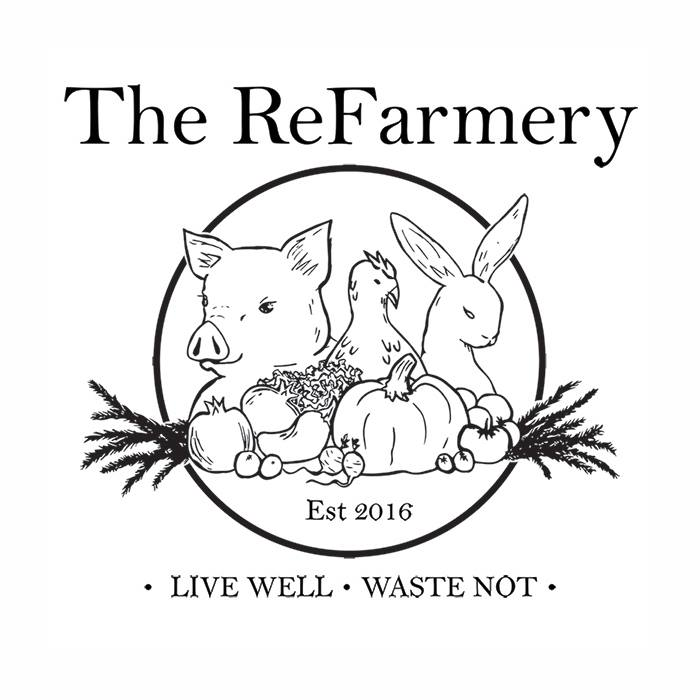 The ReFarmery
Est 2016
· LIVE WELL · WASTE NOT ·